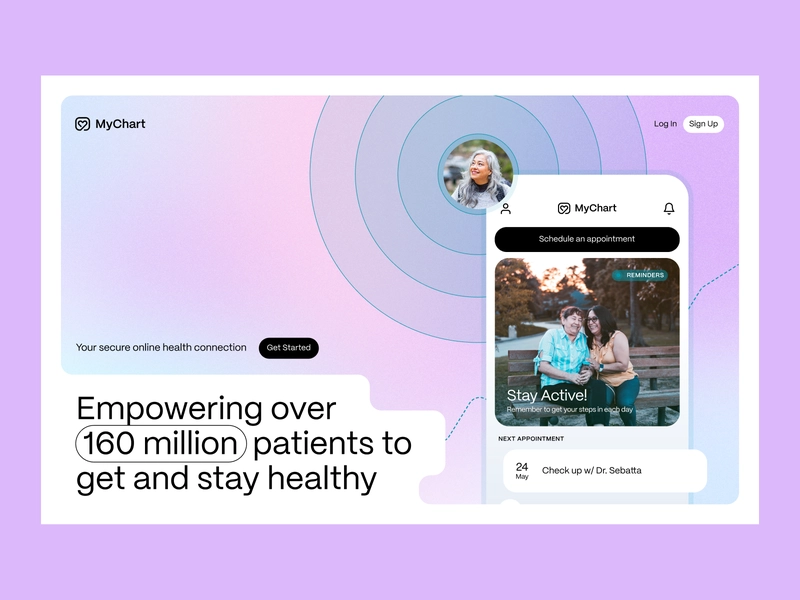 MyChart
Log In
Sign Up
MyChart
Schedule an appointment
REMINDERS
Stay Active!
Remember to get your steps in each day
NEXT APPOINTMENT
24
May
Check up w/ Dr. Sebatta
Your secure online health connection
Get Started
Empowering over
160 million patients to
get and stay healthy